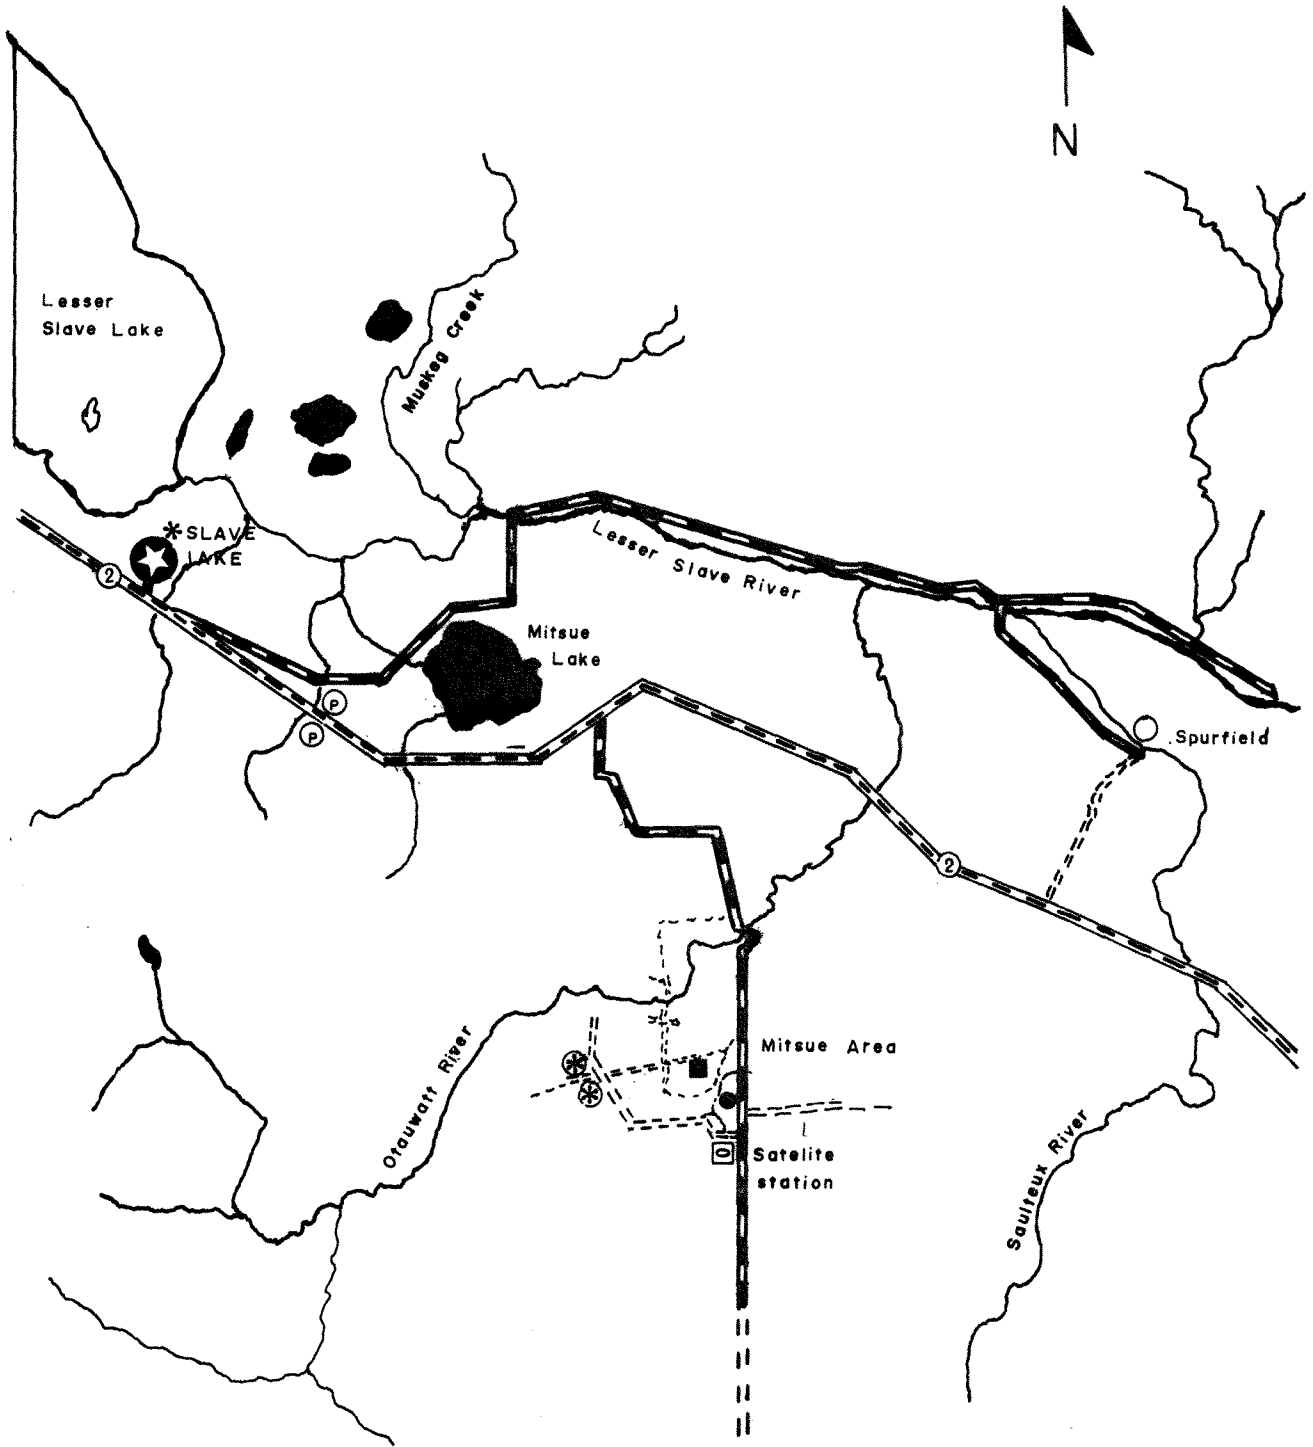 N
Lesser
Slave Lake
Muskeg Creek
SLAVE
LAKE
2
Lesser Slave River
Mitsue
Lake
P
P
Spurfield
2
Mitsue Area
Otauwatt River
O
Satelite
station
Saulteux River